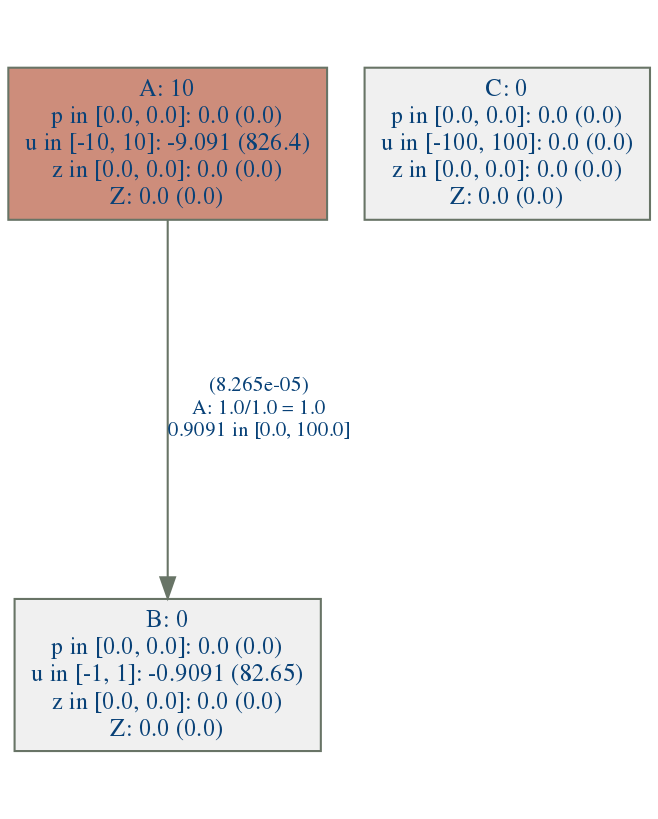 A: 10
p in [0.0, 0.0]: 0.0 (0.0)
u in [-10, 10]: -9.091 (826.4)
z in [0.0, 0.0]: 0.0 (0.0)
Z: 0.0 (0.0)
C: 0
p in [0.0, 0.0]: 0.0 (0.0)
u in [-100, 100]: 0.0 (0.0)
z in [0.0, 0.0]: 0.0 (0.0)
Z: 0.0 (0.0)
(8.265e-05)
A: 1.0/1.0 = 1.0
0.9091 in [0.0, 100.0]
B: 0
p in [0.0, 0.0]: 0.0 (0.0)
u in [-1, 1]: -0.9091 (82.65)
z in [0.0, 0.0]: 0.0 (0.0)
Z: 0.0 (0.0)